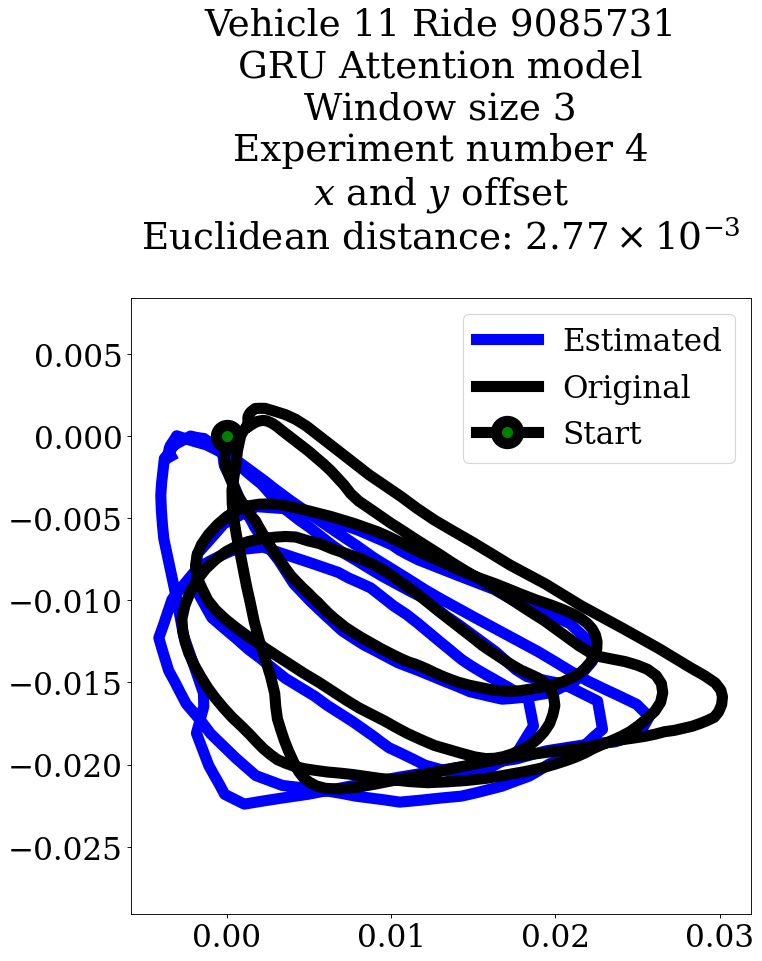 Vehicle 11 Ride 9085731
GRU Attention model
Window size 3
Experiment number 4
x and y offset
Euclidean distance: 2.77 × 10⁻³
Estimated
Original
Start
0.005
0.000
−0.005
−0.010
−0.015
−0.020
−0.025
0.00 0.01 0.02 0.03